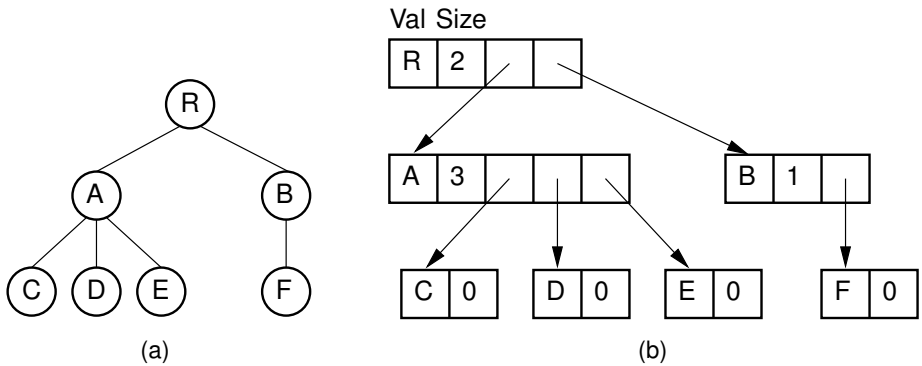 Val Size
R 2
R
A 3
B 1
A B
C D E F
C 0 D 0 E 0 F 0
(a) (b)